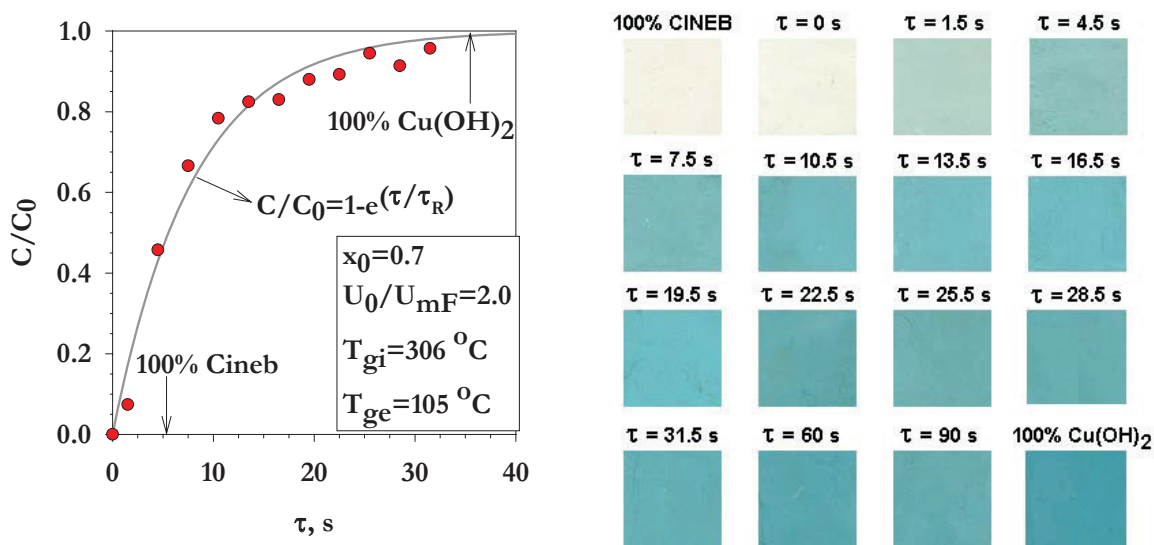 1.0
0.8
0.6
0.4
0.2
0.0
0 10 20 30 40
C/C0
τ, s
100% Cu(OH)2
C/C0=1-e(τ/τR)
x0=0.7
U0/UmF=2.0
Tgi=306 oC
Tge=105 oC
100% Cineb
100% CINEB τ = 0 s τ = 1.5 s τ = 4.5 s
τ = 7.5 s τ = 10.5 s τ = 13.5 s τ = 16.5 s
τ = 19.5 s τ = 22.5 s τ = 25.5 s τ = 28.5 s
τ = 31.5 s τ = 60 s τ = 90 s 100% Cu(OH)2